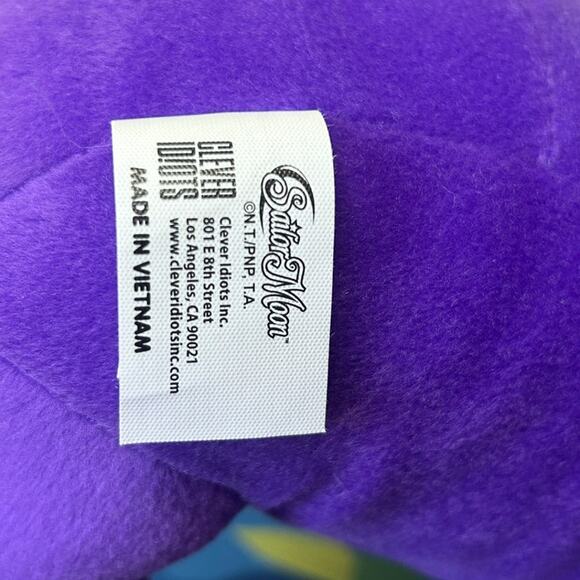 Sailor Moon™
©N.T./PNP, T.A.
CLEVER
IDIOTS
Clever Idiots Inc.
801 E 8th Street
Los Angeles, CA 90021
www.cleveridiotsinc.com
MADE IN VIETNAM